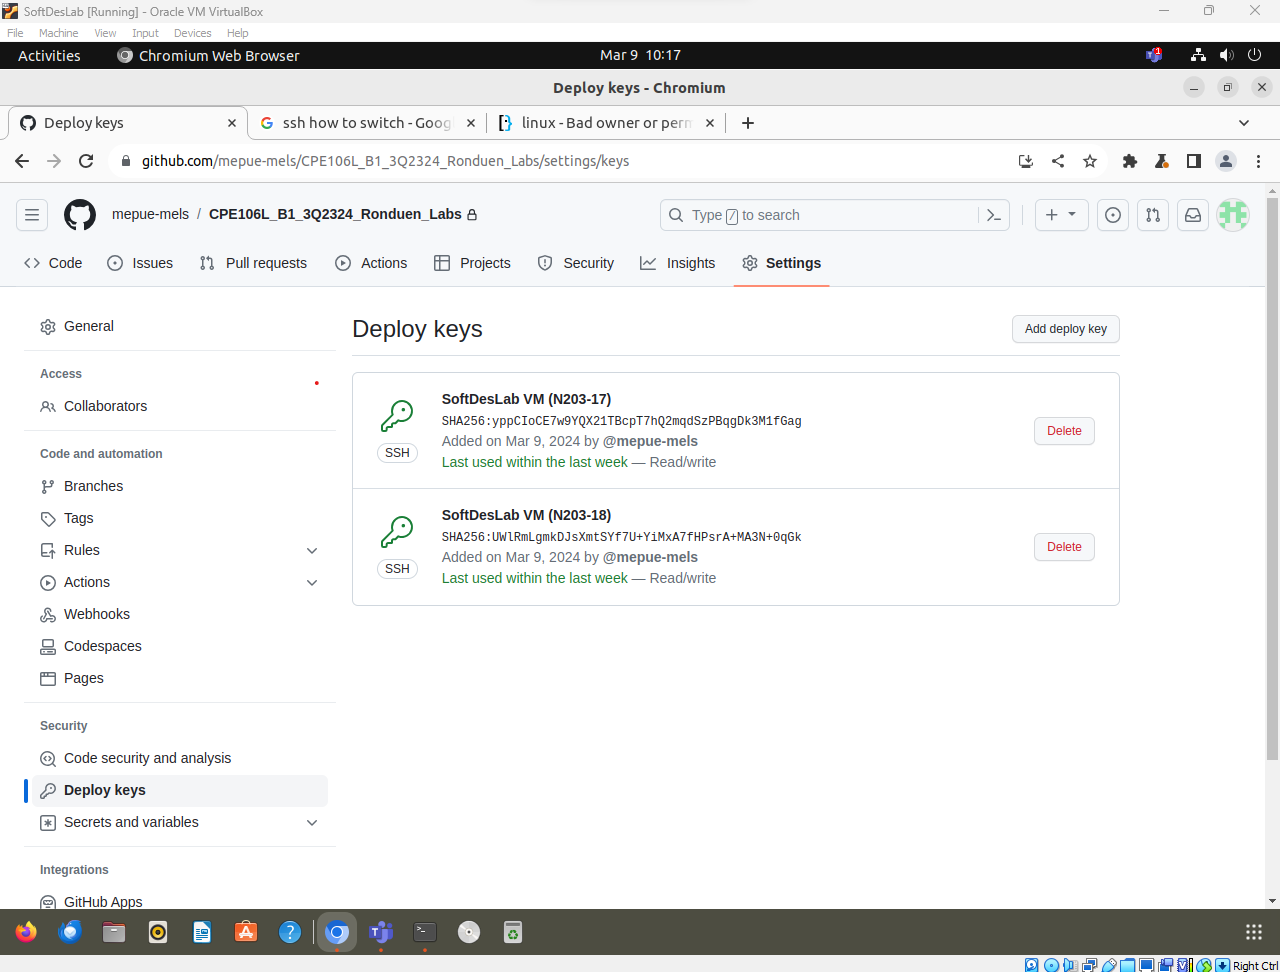 SoftDesLab [Running] - Oracle VM VirtualBox
File Machine View Input Devices Help
Activities Chromium Web Browser Mar 9 10:17 1
Deploy keys - Chromium
Deploy keys ssh how to switch - Goog linux - Bad owner or perm
github.com/mepue-mels/CPE106L_B1_3Q2324_Ronduen_Labs/settings/keys
mepue-mels / CPE106L_B1_3Q2324_Ronduen_Labs Type / to search
Code Issues Pull requests Actions Projects Security Insights Settings
General
Access
Collaborators
Code and automation
Branches
Tags
Rules
Actions
Webhooks
Codespaces
Pages
Security
Code security and analysis
Deploy keys
Secrets and variables
Integrations
GitHub Apps
Deploy keys
Add deploy key
SoftDesLab VM (N203-17)
SHA256:yppCIoCE7w9YQX21TBcpT7hQ2mqdSzPBqgDk3M1fGag
Added on Mar 9, 2024 by @mepue-mels
Last used within the last week — Read/write
SSH
Delete
SoftDesLab VM (N203-18)
SHA256:UWlRmLgmkDJsXmtSYf7U+YiMxA7fHPsrA+MA3N+0qGk
Added on Mar 9, 2024 by @mepue-mels
Last used within the last week — Read/write
SSH
Delete
Right Ctrl